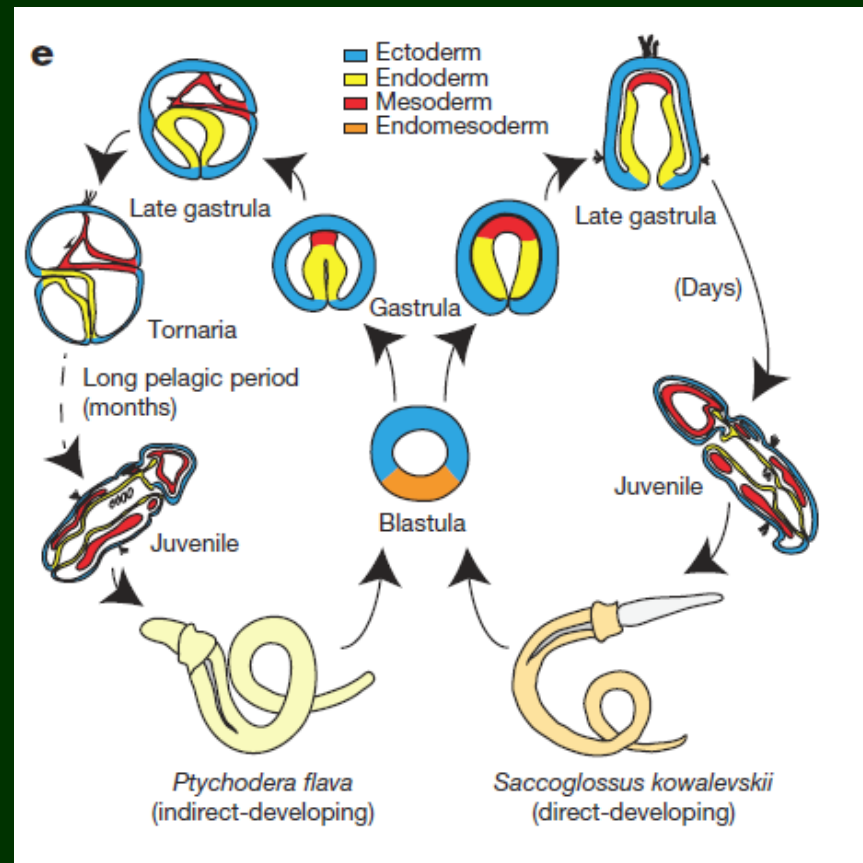 e
Ectoderm
Endoderm
Mesoderm
Endomesoderm
Late gastrula
Late gastrula
Gastrula
(Days)
Tornaria
Long pelagic period
(months)
Juvenile
Blastula
Juvenile
Ptychodera flava
(indirect-developing)
Saccoglossus kowalevskii
(direct-developing)